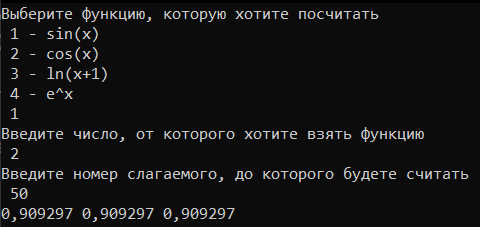 Выберите функцию, которую хотите посчитать
1 - sin(x)
2 - cos(x)
3 - ln(x+1)
4 - e^x
1
Введите число, от которого хотите взять функцию
2
Введите номер слагаемого, до которого будете считать
50
0,909297 0,909297 0,909297